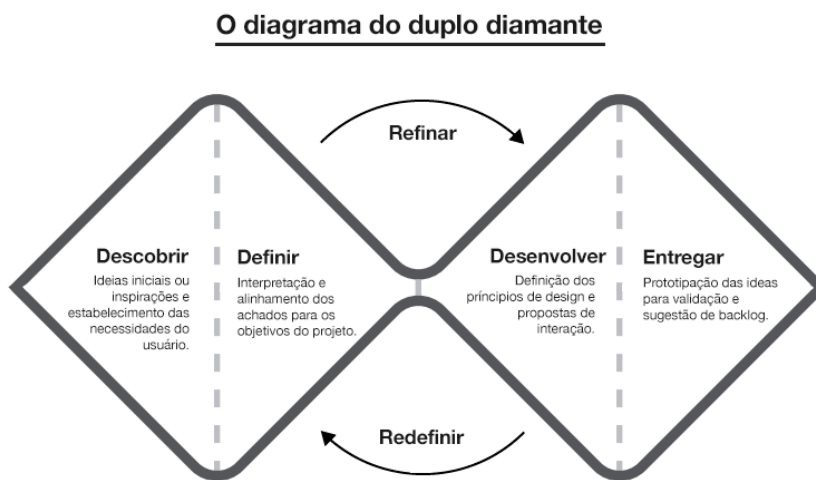 O diagrama do duplo diamante
Refinar
Descobrir
Ideias iniciais ou
inspirações e
estabelecimento das
necessidades do
usuário.
Definir
Interpretação e
alinhamento dos
achados para os
objetivos do projeto.
Desenvolver
Definição dos
príncipios de design e
propostas de
interação.
Entregar
Prototipação das ideias
para validação e
sugestão de backlog.
Redefinir